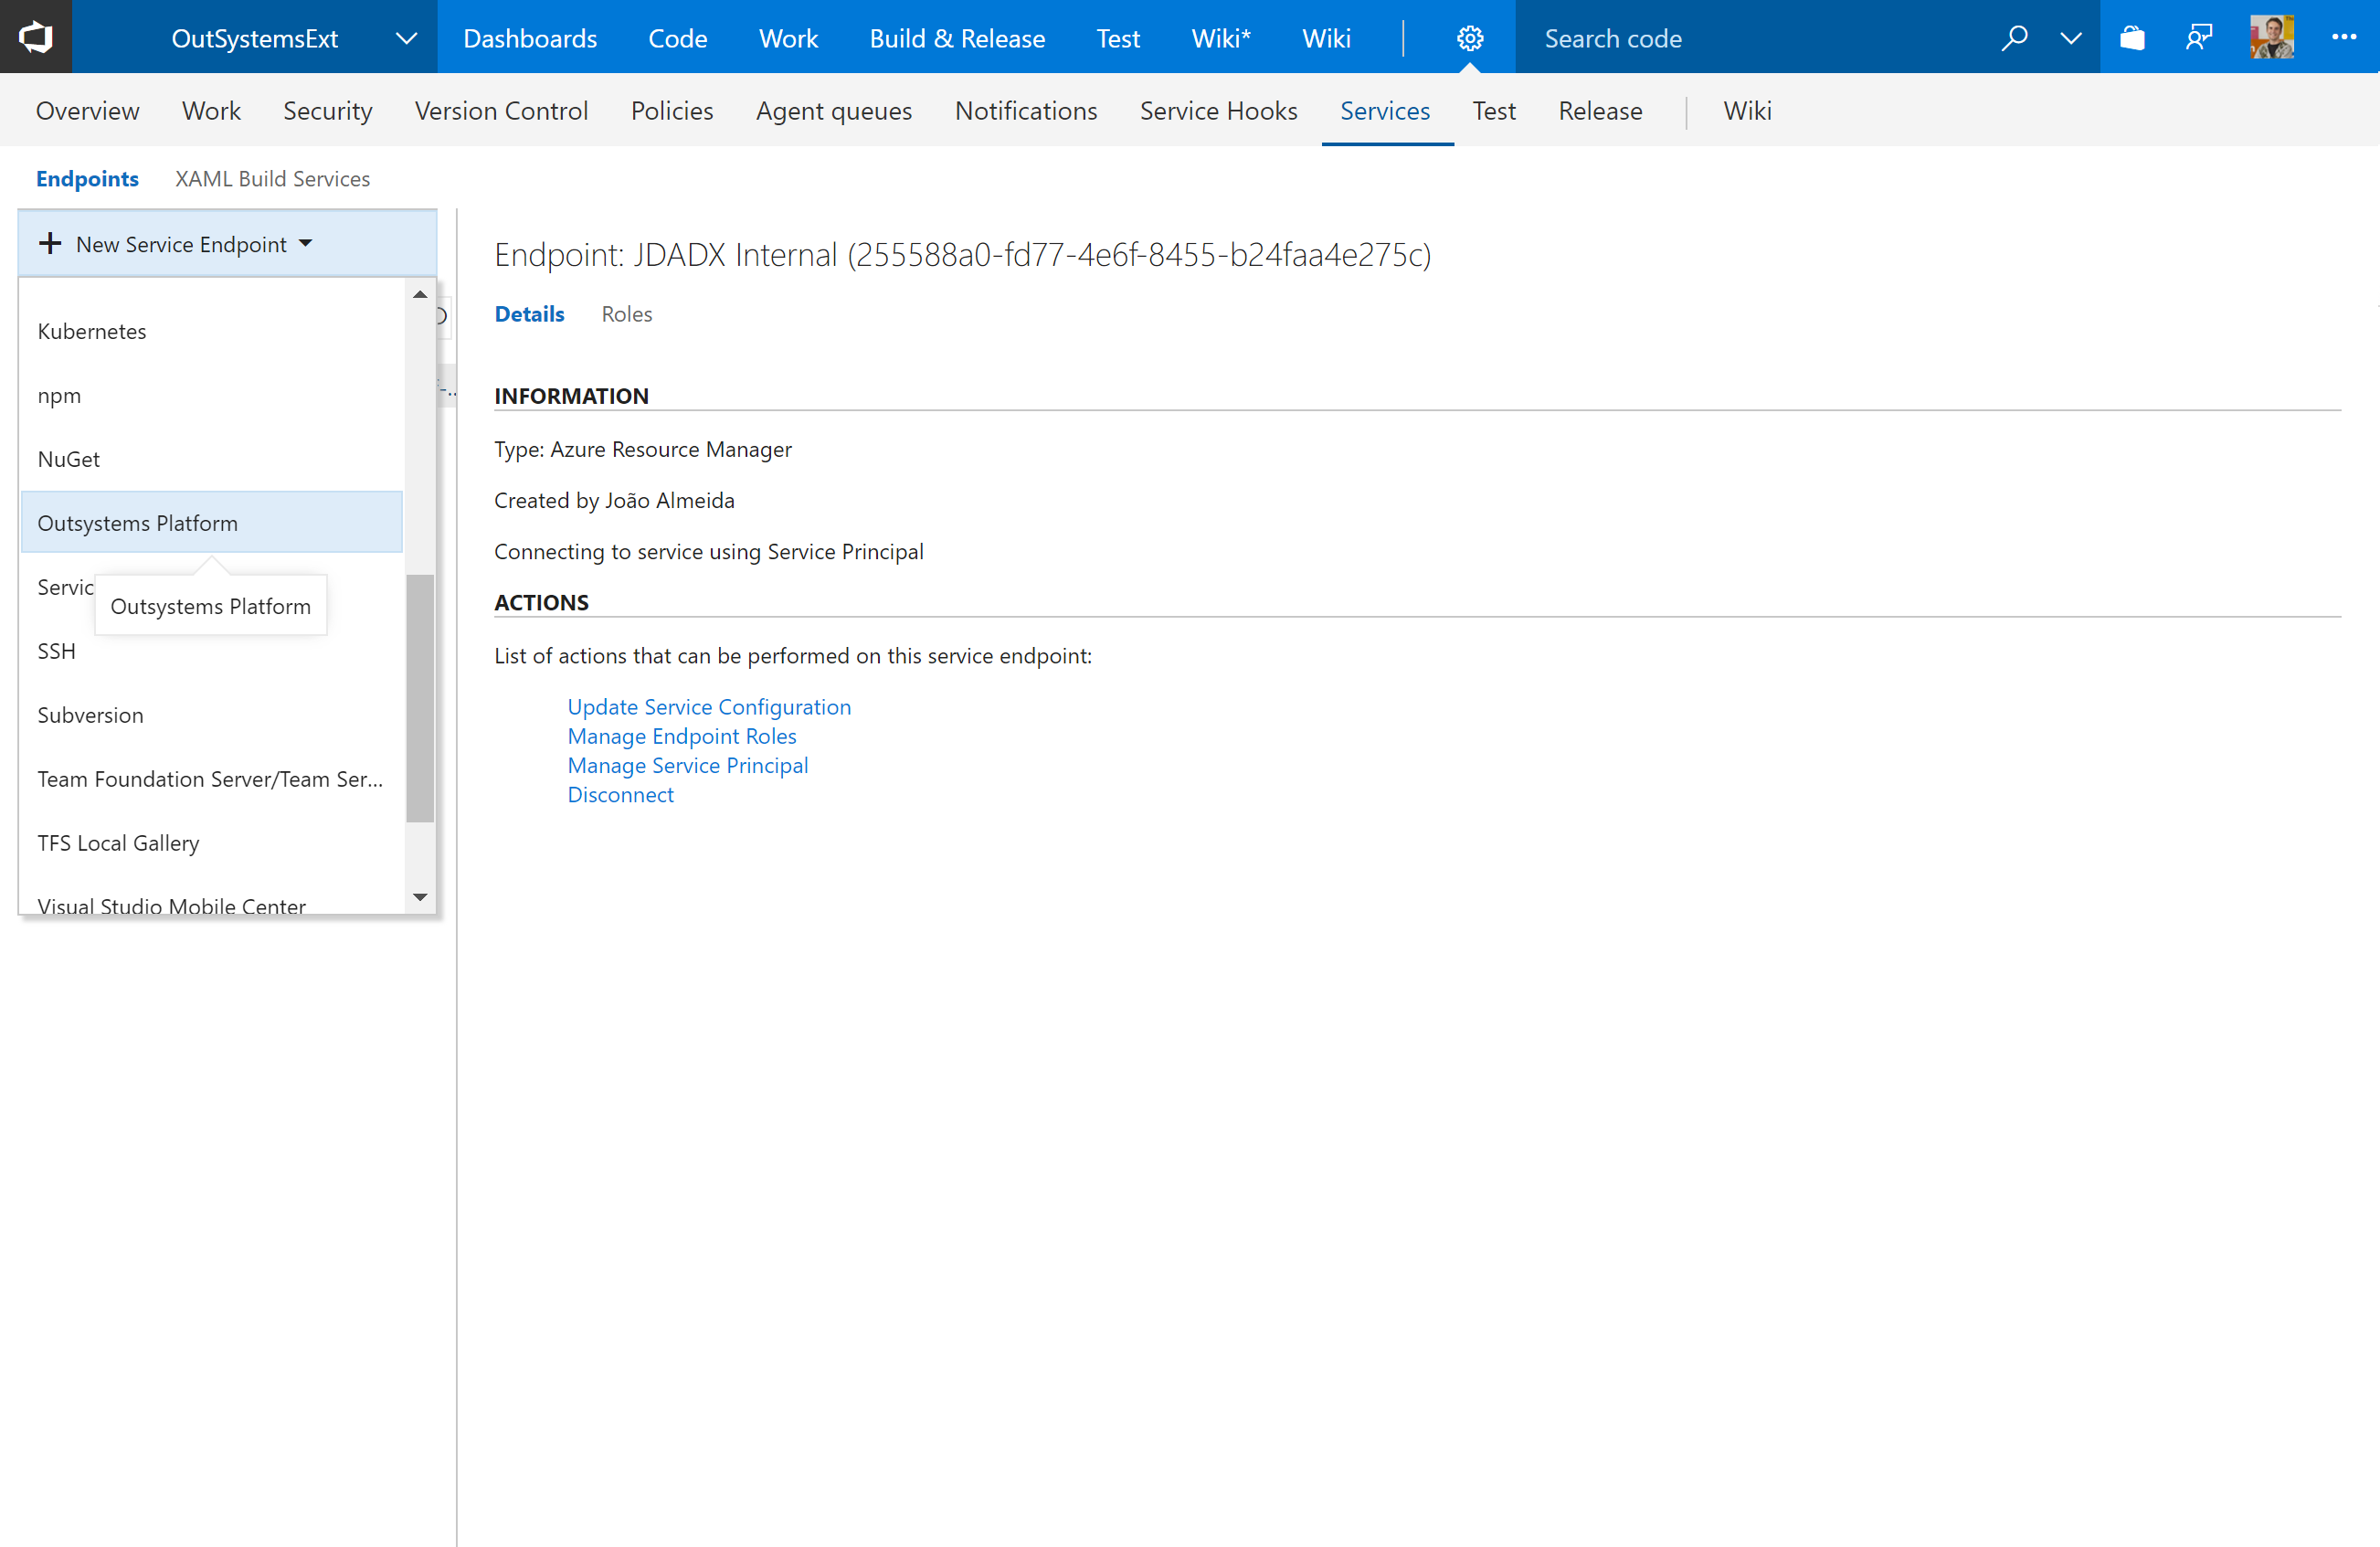 OutSystemsExt
Dashboards Code Work Build & Release Test Wiki* Wiki
Search code
Overview Work Security Version Control Policies Agent queues Notifications Service Hooks Services Test Release Wiki
Endpoints XAML Build Services
New Service Endpoint
Kubernetes
npm
NuGet
Outsystems Platform
Servic
Outsystems Platform
SSH
Subversion
Team Foundation Server/Team Ser...
TFS Local Gallery
Visual Studio Mobile Center
Endpoint: JDADX Internal (255588a0-fd77-4e6f-8455-b24faa4e275c)
Details Roles
INFORMATION
Type: Azure Resource Manager
Created by João Almeida
Connecting to service using Service Principal
ACTIONS
List of actions that can be performed on this service endpoint:
Update Service Configuration
Manage Endpoint Roles
Manage Service Principal
Disconnect